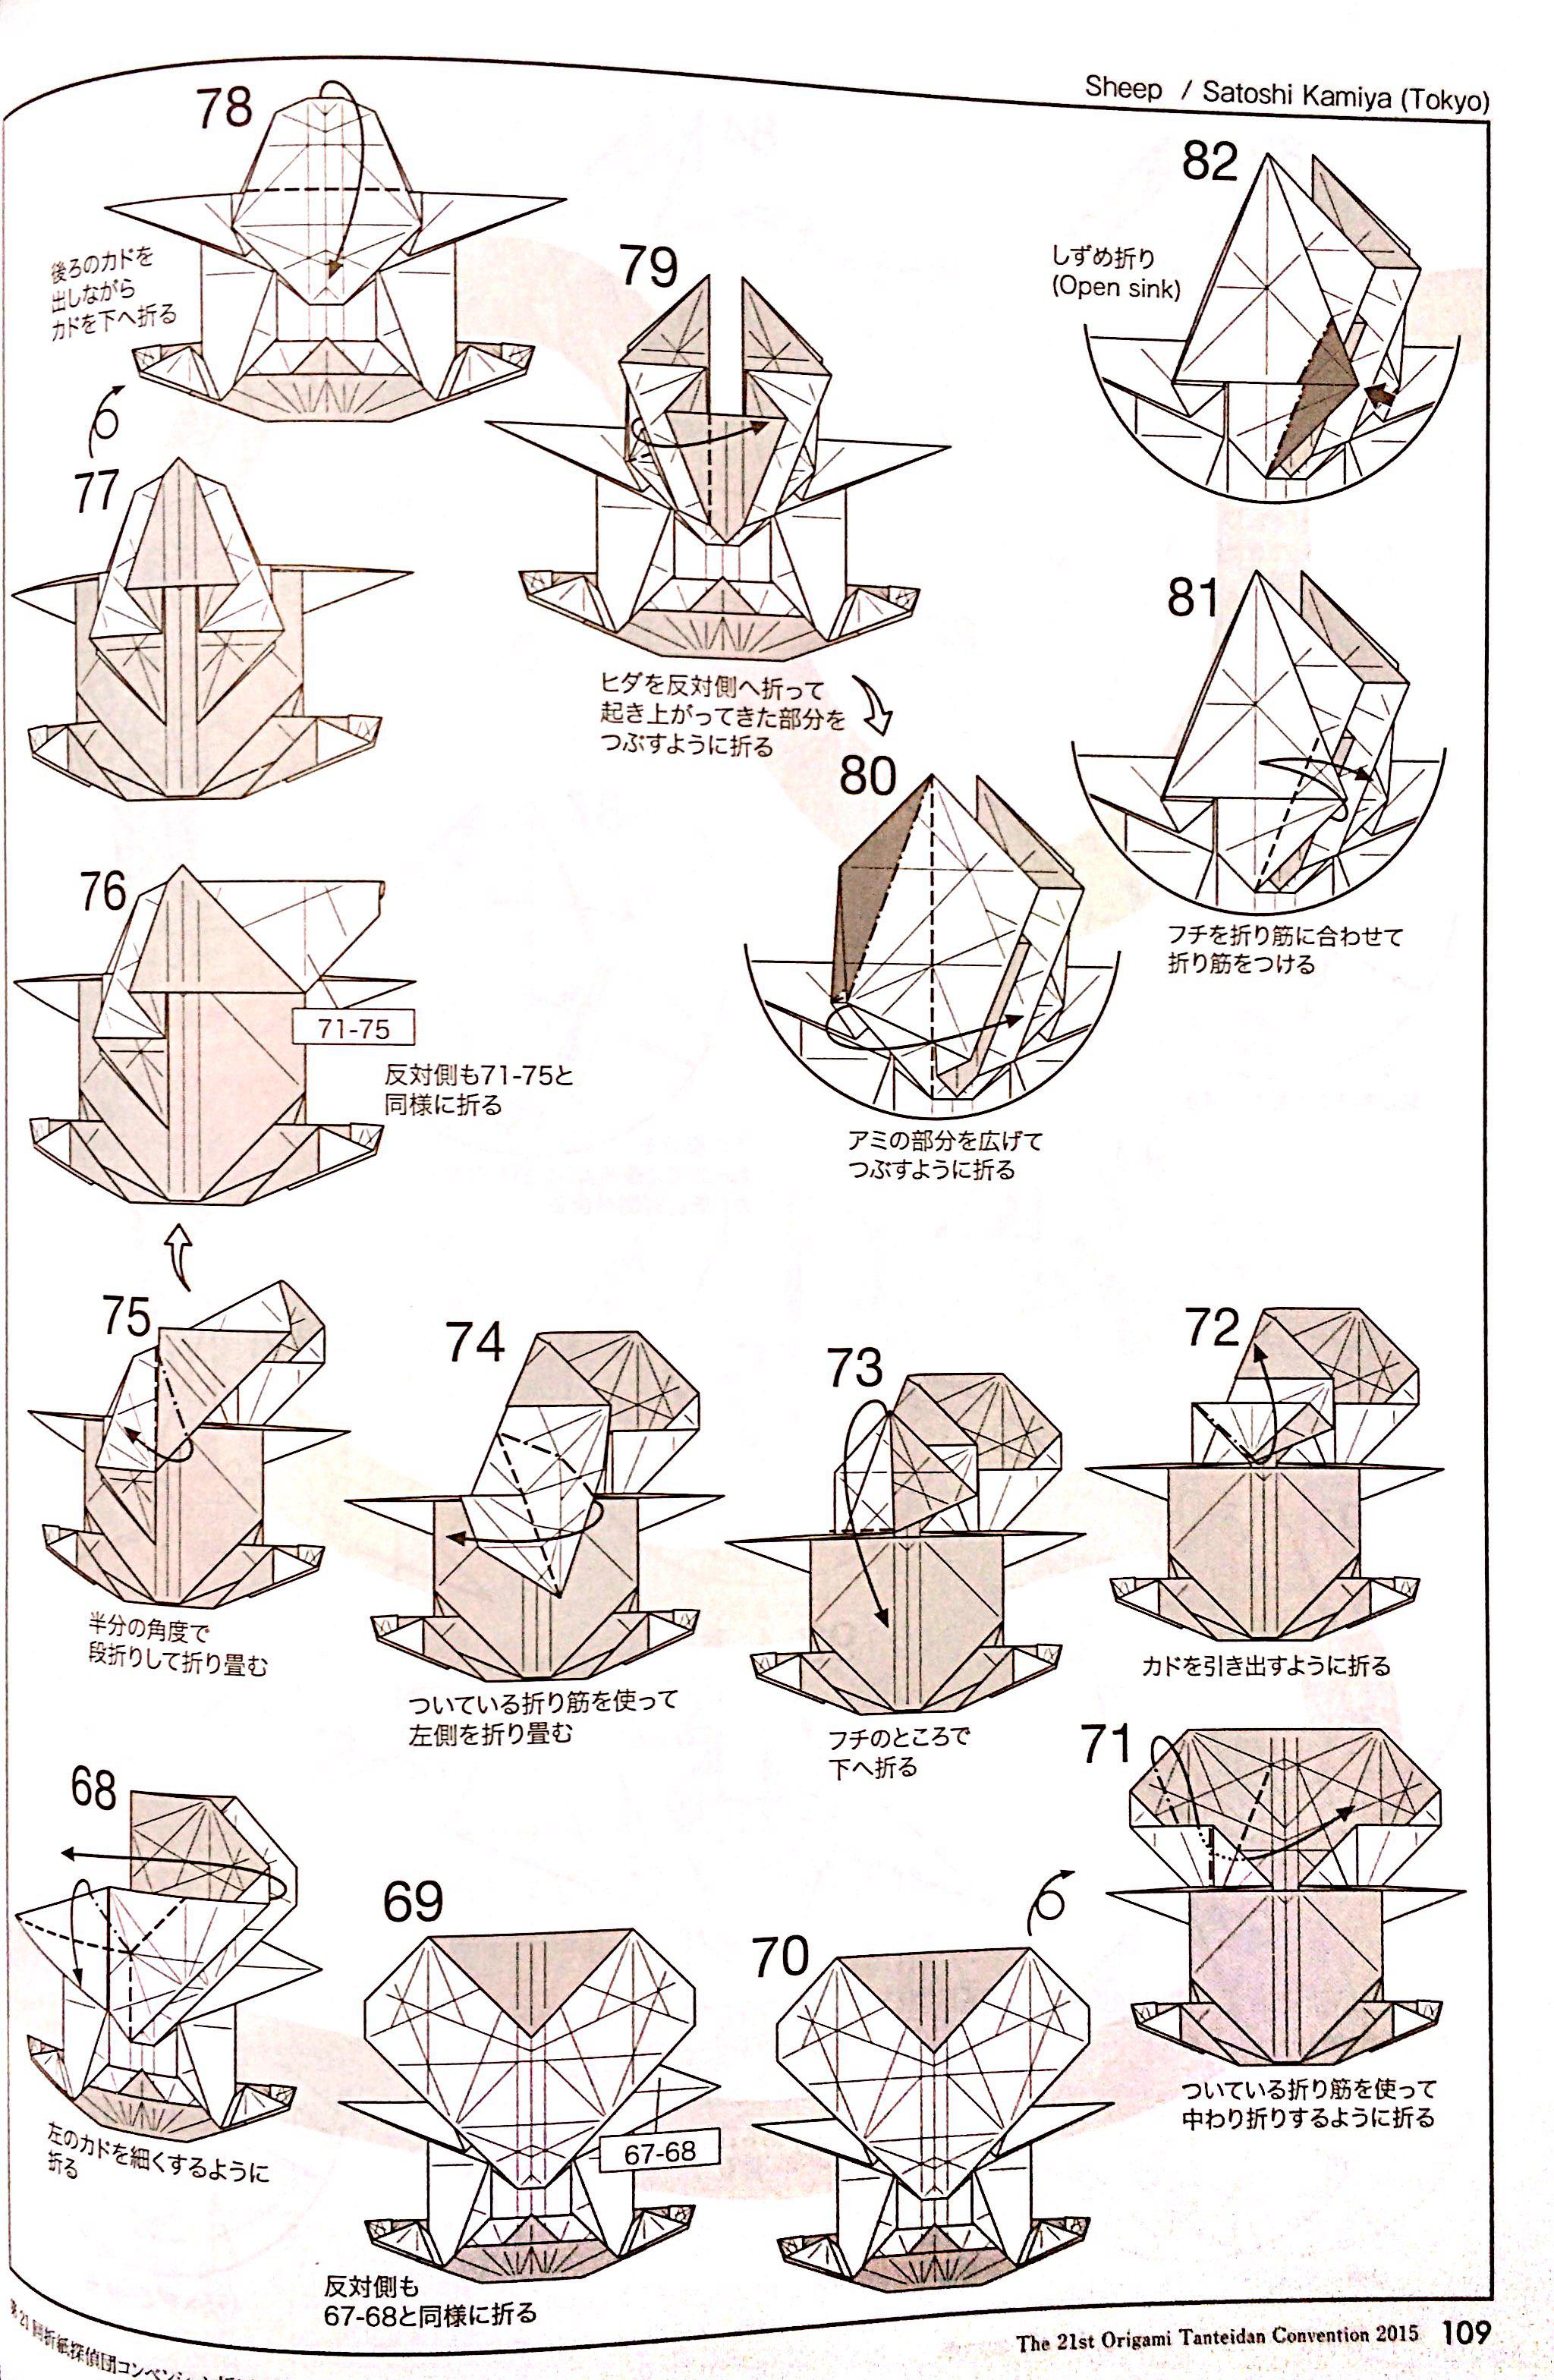 Sheep / Satoshi Kamiya (Tokyo)
68
左のカドを細くするように
折る
69
67-68
反対側も
67-68と同様に折る
70
71
ついている折り筋を使って
中わり折りするように折る
72
カドを引き出すように折る
73
フチのところで
下へ折る
74
ついている折り筋を使って
左側を折り畳む
75
半分の角度で
段折りして折り畳む
76
71-75
反対側も71-75と
同様に折る
77
78
後ろのカドを
出しながら
カドを下へ折る
79
ヒダを反対側へ折って
起き上がってきた部分を
つぶすように折る
80
アミの部分を広げて
つぶすように折る
81
フチを折り筋に合わせて
折り筋をつける
82
しずめ折り
(Open sink)
21回折紙探偵団コンベンション
The 21st Origami Tanteidan Convention 2015 109